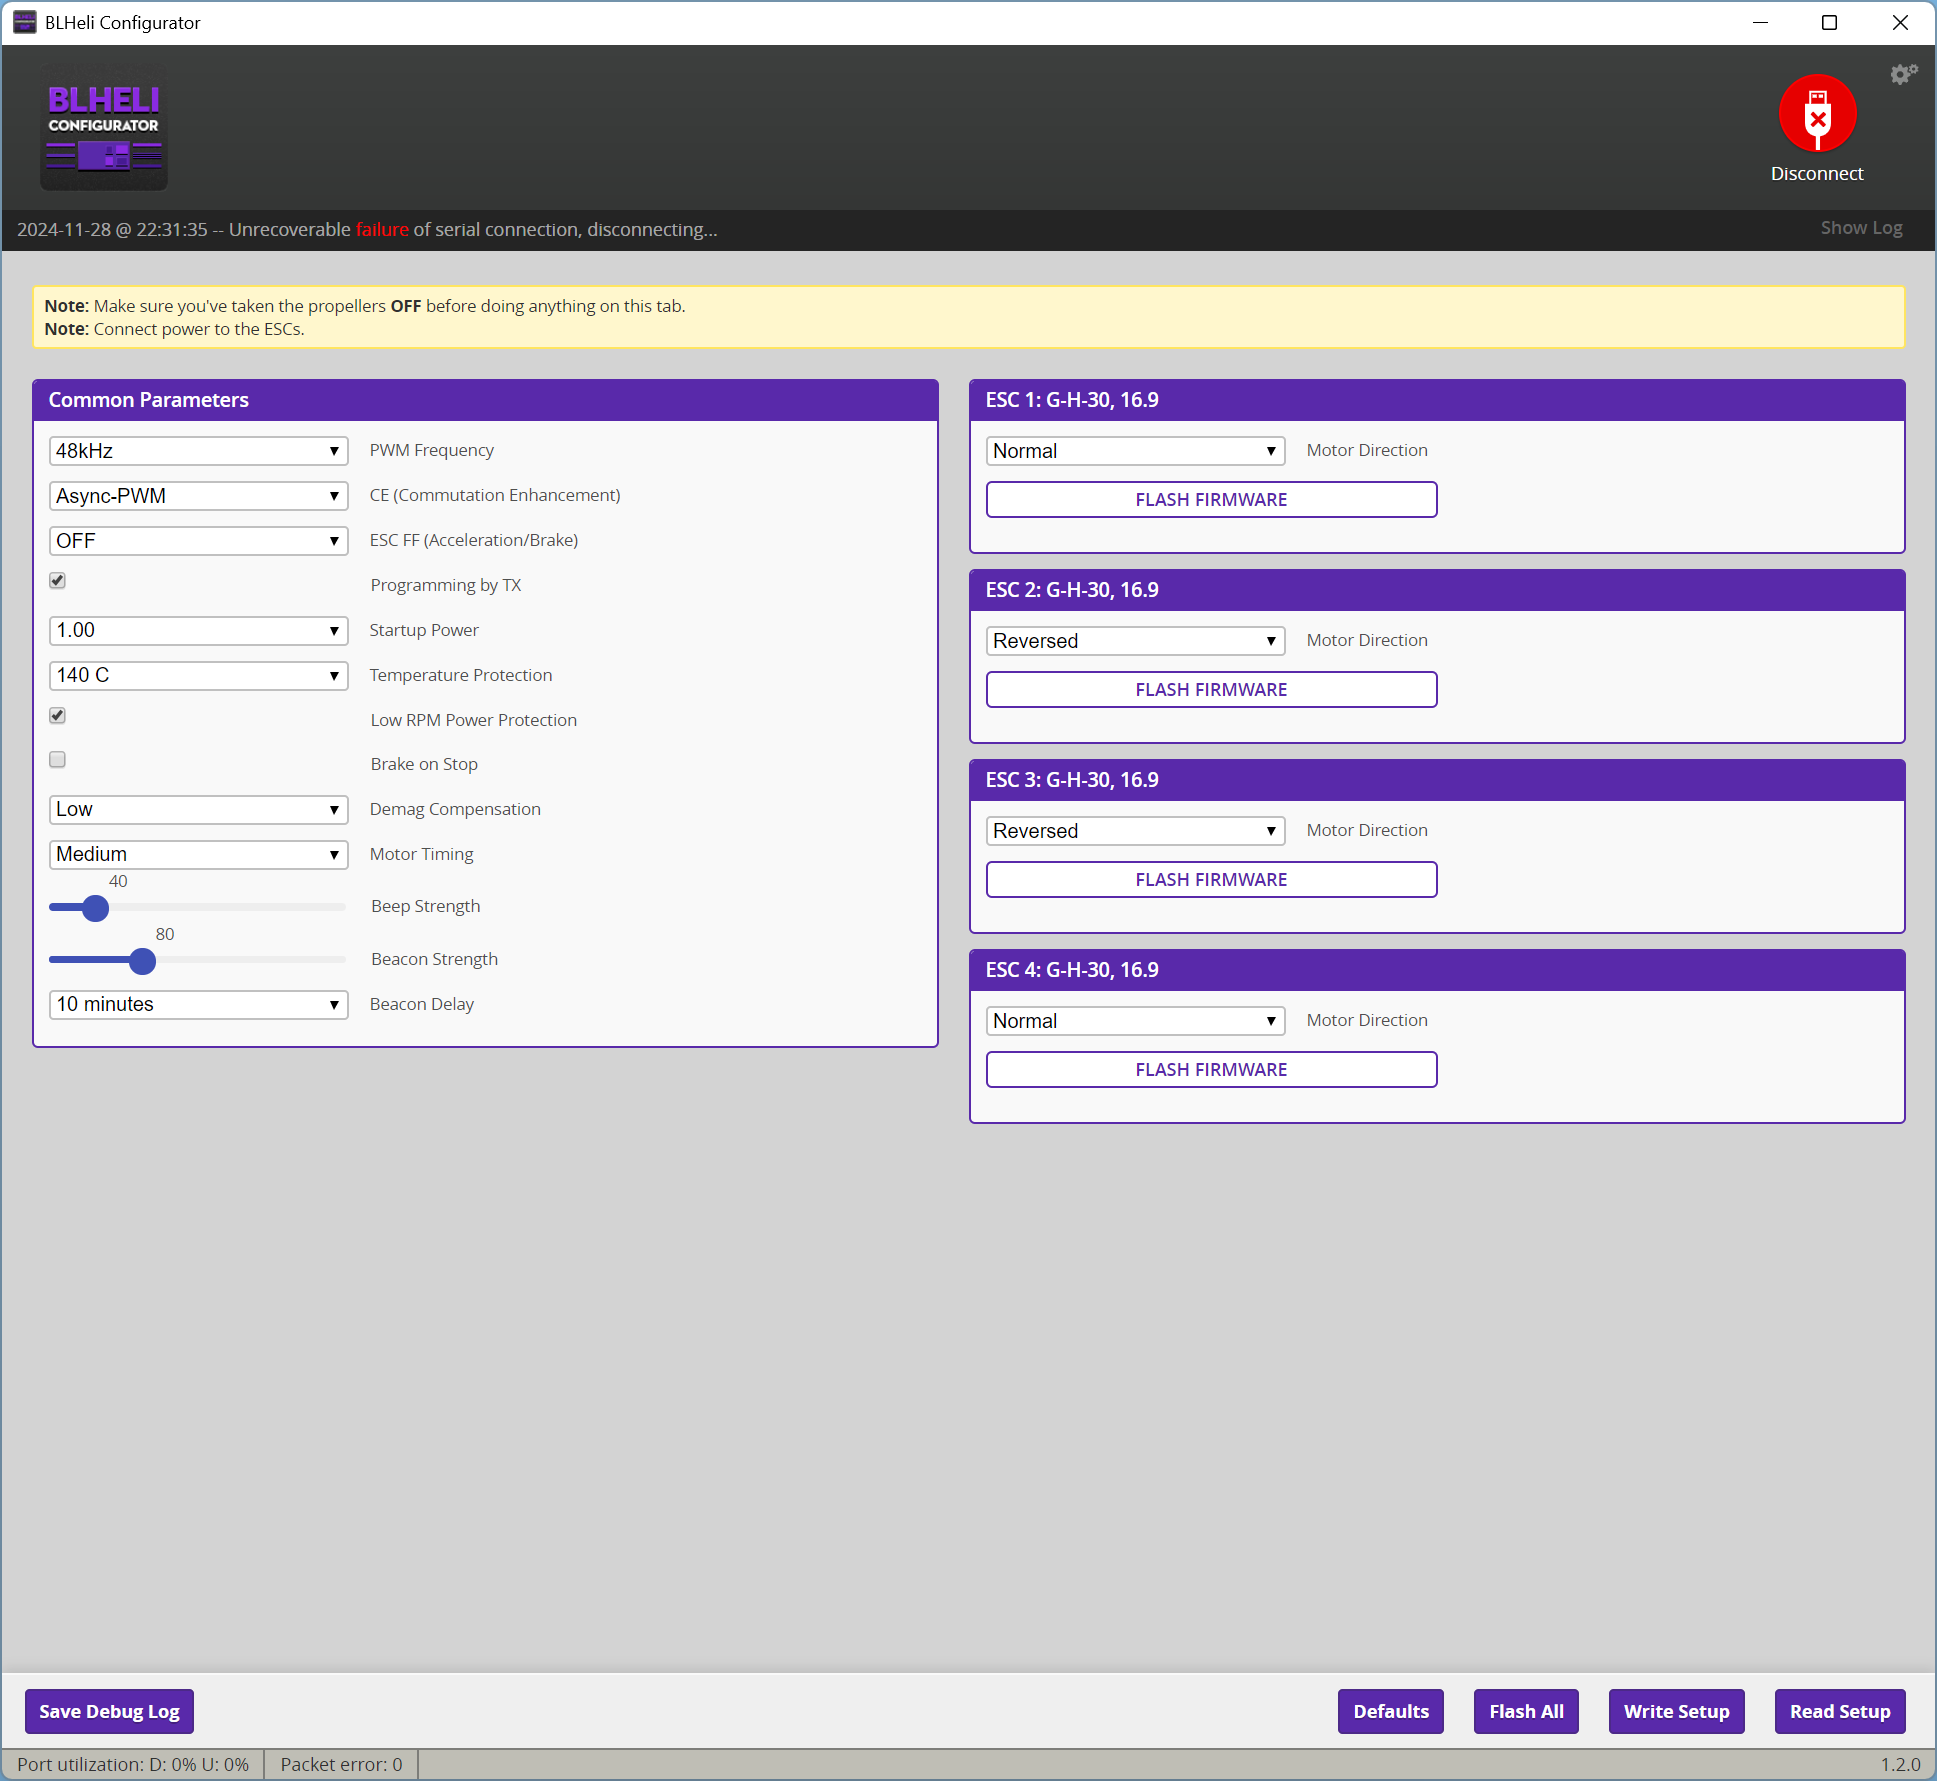 BLHeli Configurator
BLHELI
CONFIGURATOR
Disconnect
2024-11-28 @ 22:31:35 -- Unrecoverable failure of serial connection, disconnecting...
Show Log
Note: Make sure you've taken the propellers OFF before doing anything on this tab.
Note: Connect power to the ESCs.
Common Parameters
48kHz PWM Frequency
Async-PWM CE (Commutation Enhancement)
OFF ESC FF (Acceleration/Brake)
Programming by TX
1.00 Startup Power
140 C Temperature Protection
Low RPM Power Protection
Brake on Stop
Low Demag Compensation
Medium Motor Timing
40
Beep Strength
80
Beacon Strength
10 minutes Beacon Delay
ESC 1: G-H-30, 16.9
Normal Motor Direction
FLASH FIRMWARE
ESC 2: G-H-30, 16.9
Reversed Motor Direction
FLASH FIRMWARE
ESC 3: G-H-30, 16.9
Reversed Motor Direction
FLASH FIRMWARE
ESC 4: G-H-30, 16.9
Normal Motor Direction
FLASH FIRMWARE
Save Debug Log Defaults Flash All Write Setup Read Setup
Port utilization: D: 0% U: 0% Packet error: 0 1.2.0